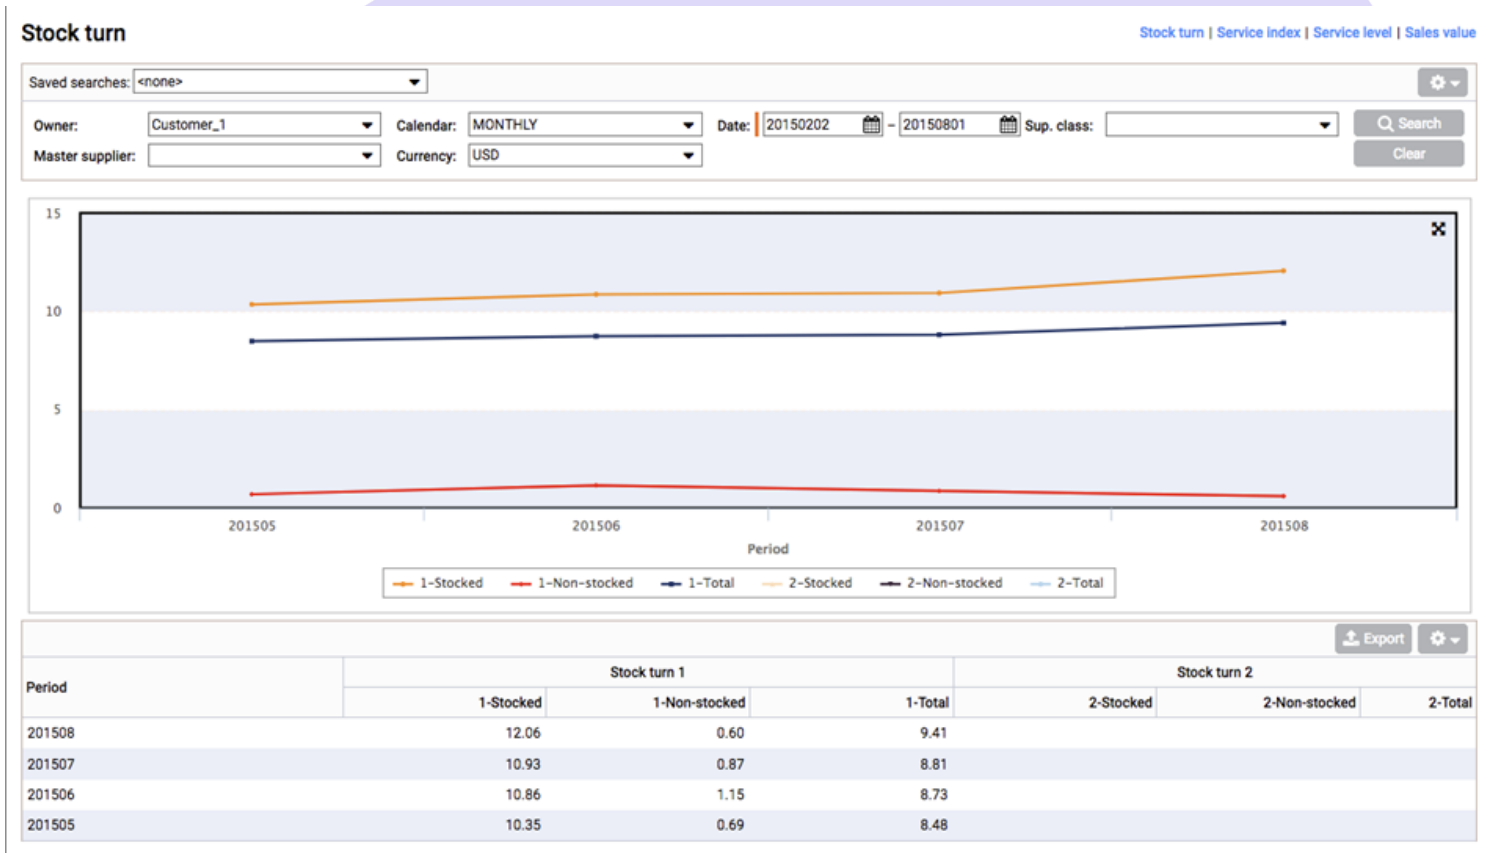 Stock turn
Stock turn | Service index | Service level | Sales value
Saved searches: <none>
Owner: Customer_1 Calendar: MONTHLY Date: 20150202 – 20150801 Sup. class: Search
Master supplier: Currency: USD Clear
15
10
5
0
201505 201506 201507 201508
Period
1-Stocked 1-Non-stocked 1-Total 2-Stocked 2-Non-stocked 2-Total
Export
Period Stock turn 1 Stock turn 2
1-Stocked 1-Non-stocked 1-Total 2-Stocked 2-Non-stocked 2-Total
201508 12.06 0.60 9.41
201507 10.93 0.87 8.81
201506 10.86 1.15 8.73
201505 10.35 0.69 8.48